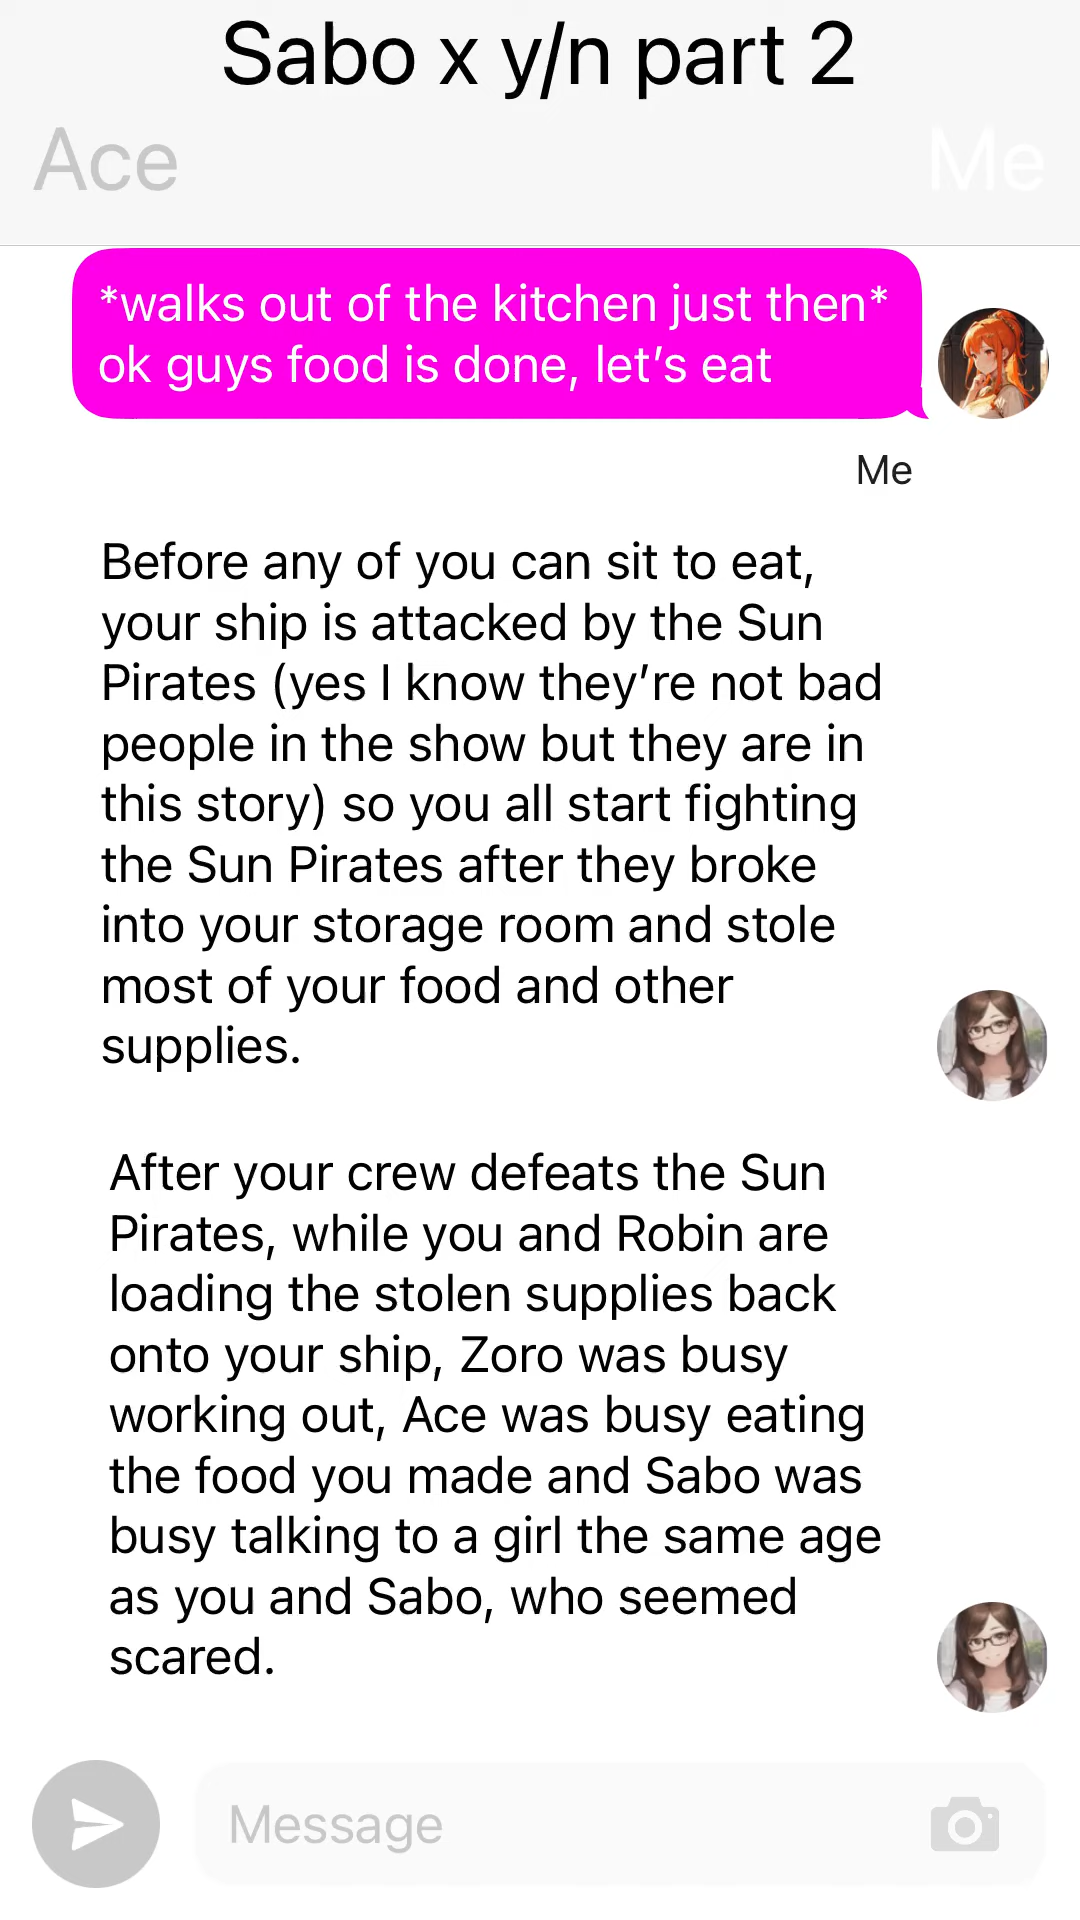 Sabo x y/n part 2
Ace
Me
*walks out of the kitchen just then*
ok guys food is done, let’s eat
Me
Before any of you can sit to eat,
your ship is attacked by the Sun
Pirates (yes I know they’re not bad
people in the show but they are in
this story) so you all start fighting
the Sun Pirates after they broke
into your storage room and stole
most of your food and other
supplies.
After your crew defeats the Sun
Pirates, while you and Robin are
loading the stolen supplies back
onto your ship, Zoro was busy
working out, Ace was busy eating
the food you made and Sabo was
busy talking to a girl the same age
as you and Sabo, who seemed
scared.
Message